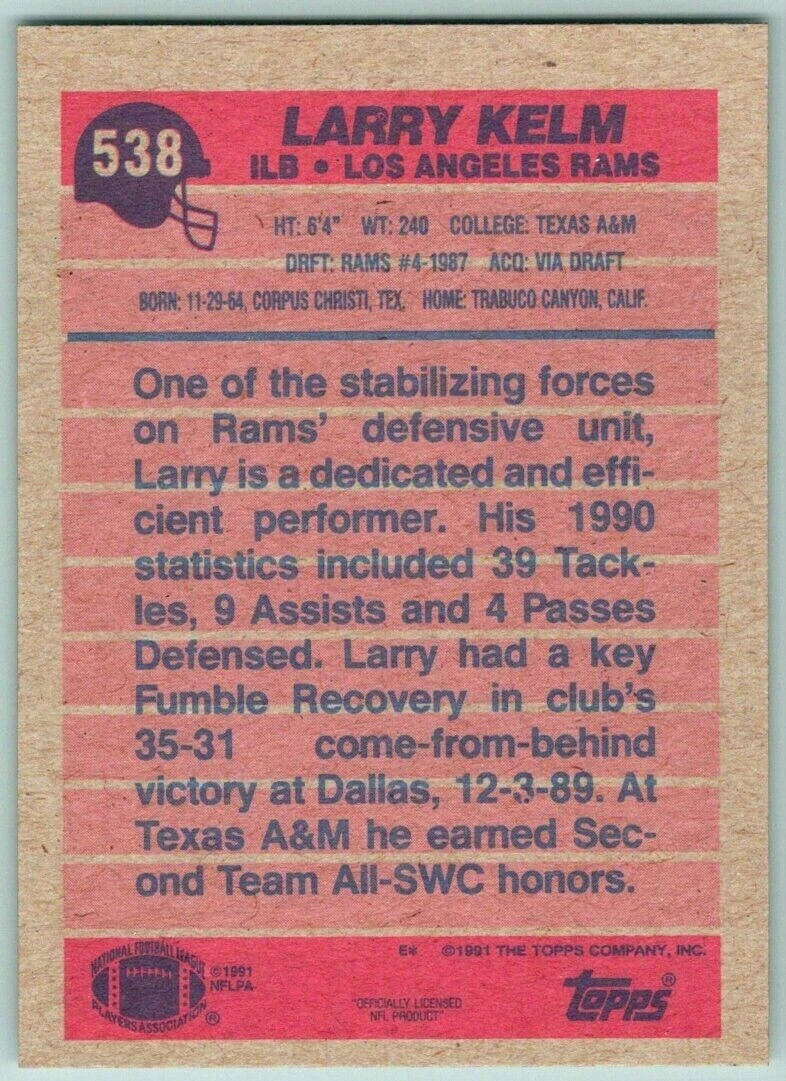 538
LARRY KELM
ILB • LOS ANGELES RAMS
HT: 6'4" WT: 240 COLLEGE: TEXAS A&M
DRFT: RAMS #4-1987 ACQ: VIA DRAFT
BORN: 11-29-64, CORPUS CHRISTI, TEX. HOME: TRABUCO CANYON, CALIF.
One of the stabilizing forces
on Rams' defensive unit,
Larry is a dedicated and effi-
cient performer. His 1990
statistics included 39 Tack-
les, 9 Assists and 4 Passes
Defensed. Larry had a key
Fumble Recovery in club's
35-31 come-from-behind
victory at Dallas, 12-3-89. At
Texas A&M he earned Sec-
ond Team All-SWC honors.
E* ©1991 THE TOPPS COMPANY, INC.
NATIONAL FOOTBALL LEAGUE
PLAYERS ASSOCIATION ®
©1991
NFLPA
"OFFICIALLY LICENSED
NFL PRODUCT"
topps®